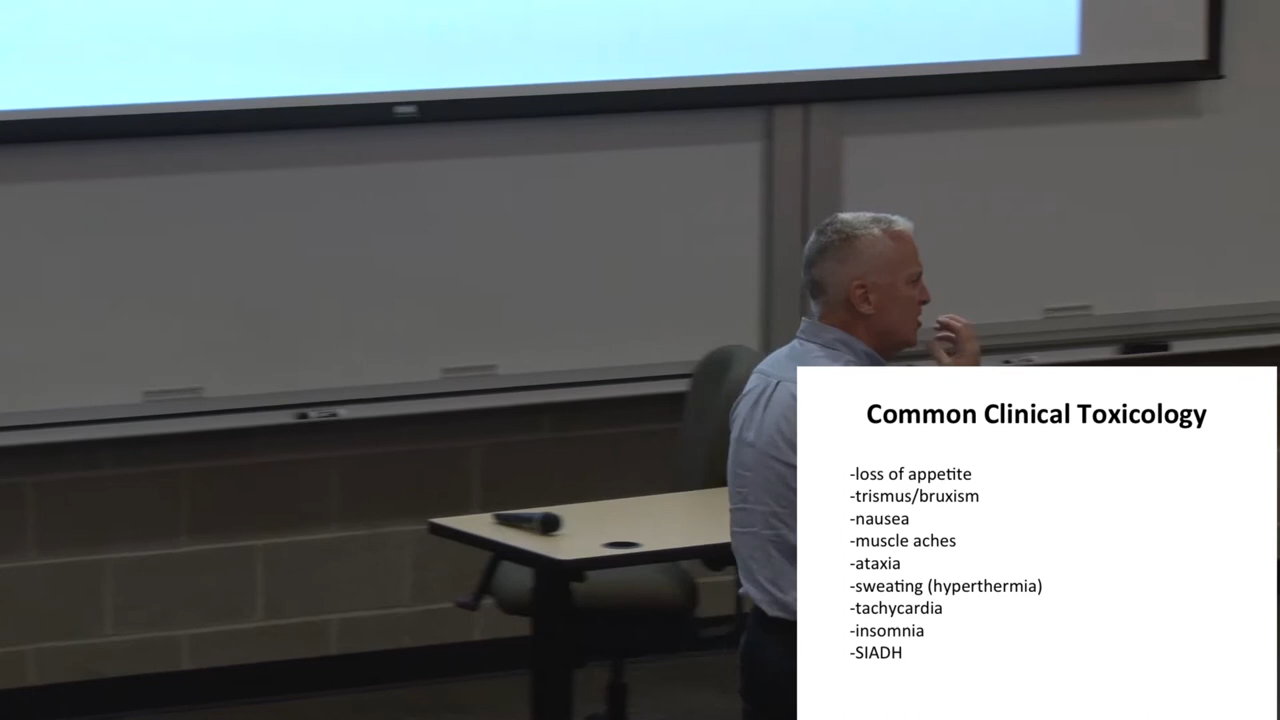 Common Clinical Toxicology
-loss of appetite
-trismus/bruxism
-nausea
-muscle aches
-ataxia
-sweating (hyperthermia)
-tachycardia
-insomnia
-SIADH